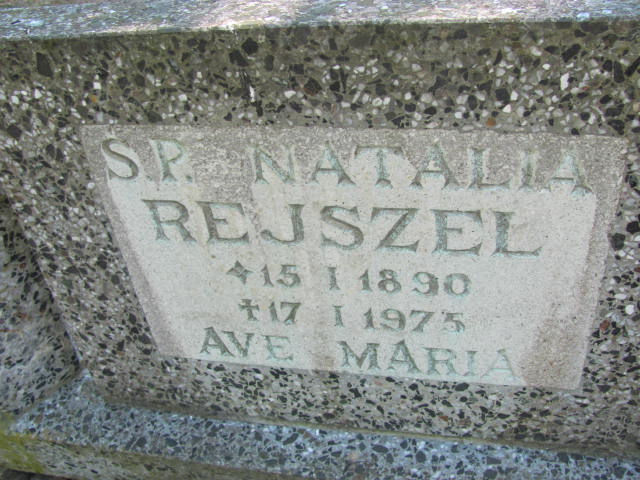 S.P. NATALIA
REJSZEL
✦ 15 I 1890
✝ 17 I 1975
AVE MARIA